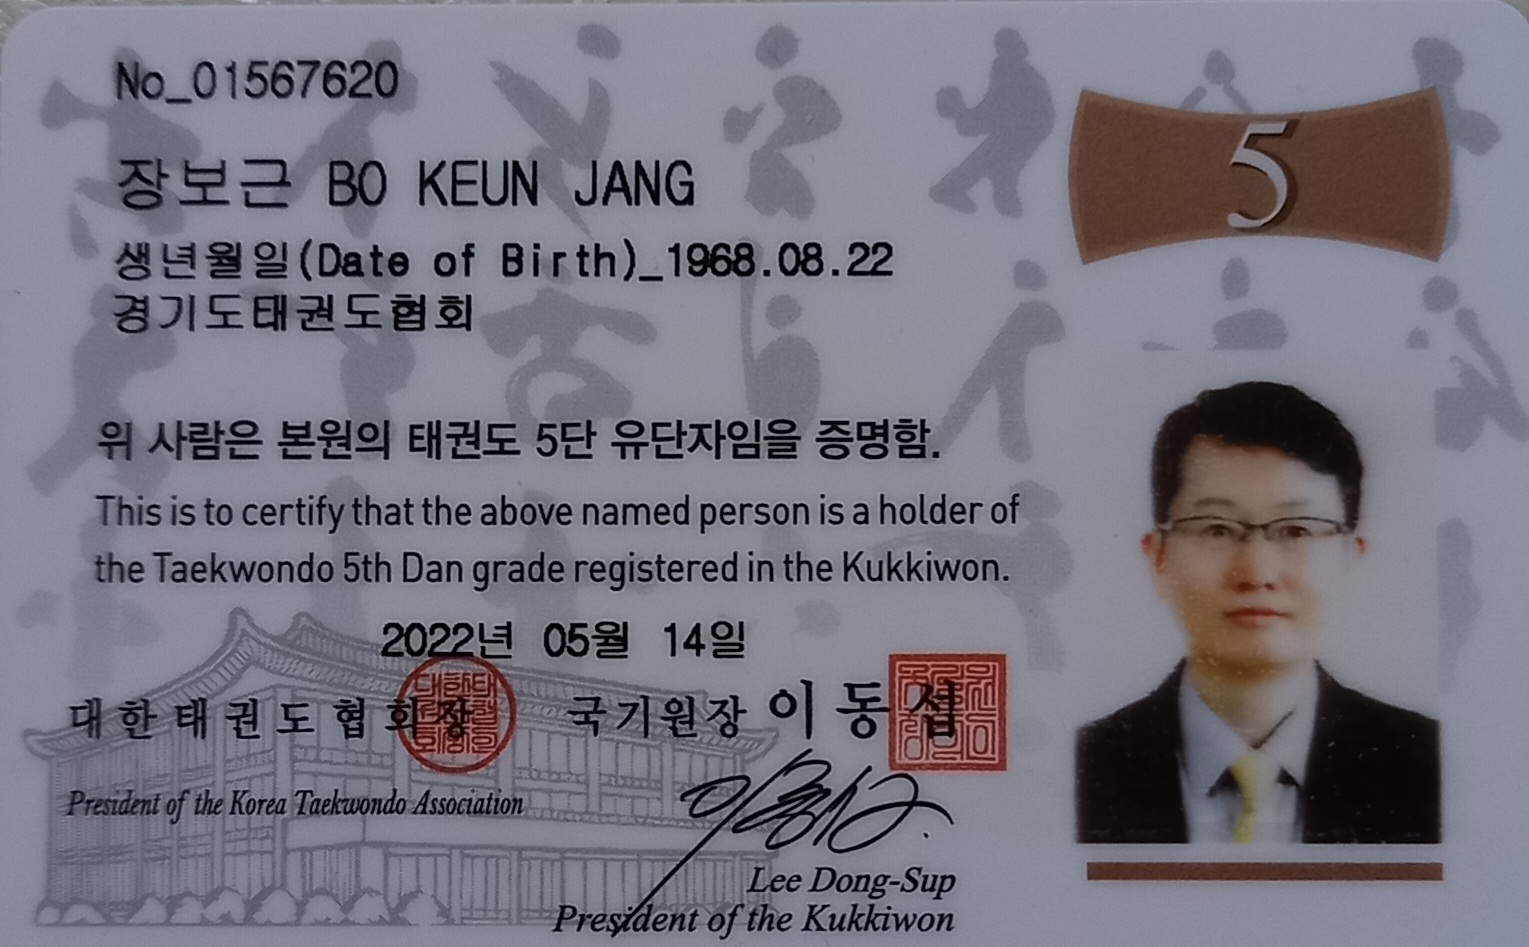 No_01567620
5
장보근 BO KEUN JANG
생년월일(Date of Birth)_1968.08.22
경기도태권도협회
위 사람은 본원의 태권도 5단 유단자임을 증명함.
This is to certify that the above named person is a holder of
the Taekwondo 5th Dan grade registered in the Kukkiwon.
2022년 05월 14일
대한태권도협회장 국기원장 이동섭
President of the Korea Taekwondo Association
Lee Dong-Sup
President of the Kukkiwon